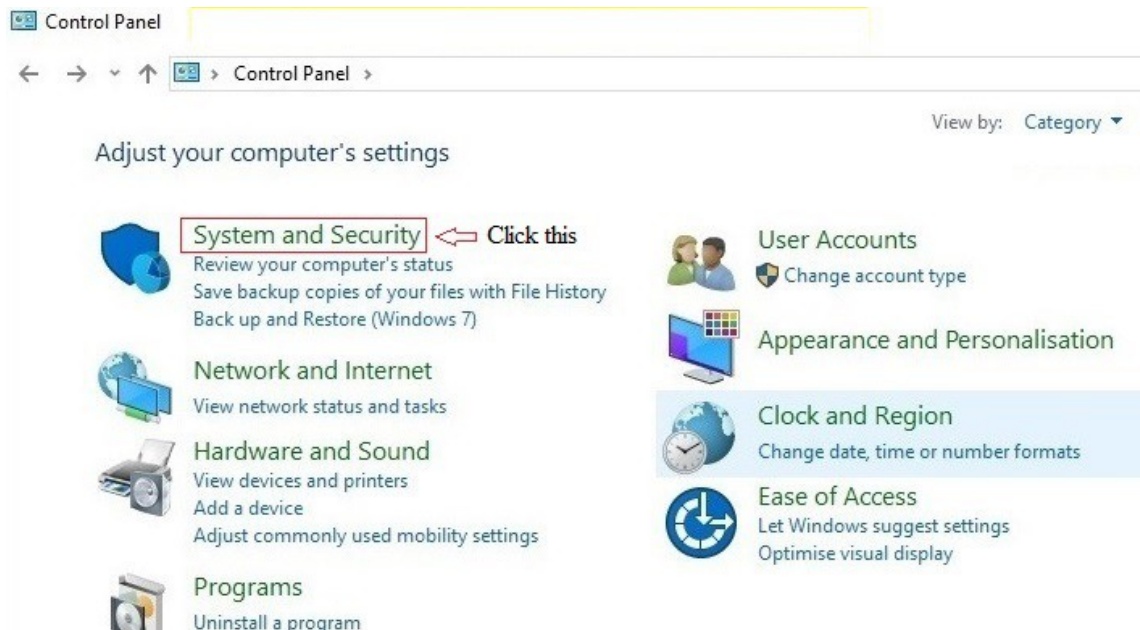 Control Panel
Control Panel
View by: Category
Adjust your computer's settings
System and Security Click this
Review your computer's status
Save backup copies of your files with File History
Back up and Restore (Windows 7)
Network and Internet
View network status and tasks
Hardware and Sound
View devices and printers
Add a device
Adjust commonly used mobility settings
Programs
Uninstall a program
User Accounts
Change account type
Appearance and Personalisation
Clock and Region
Change date, time or number formats
Ease of Access
Let Windows suggest settings
Optimise visual display